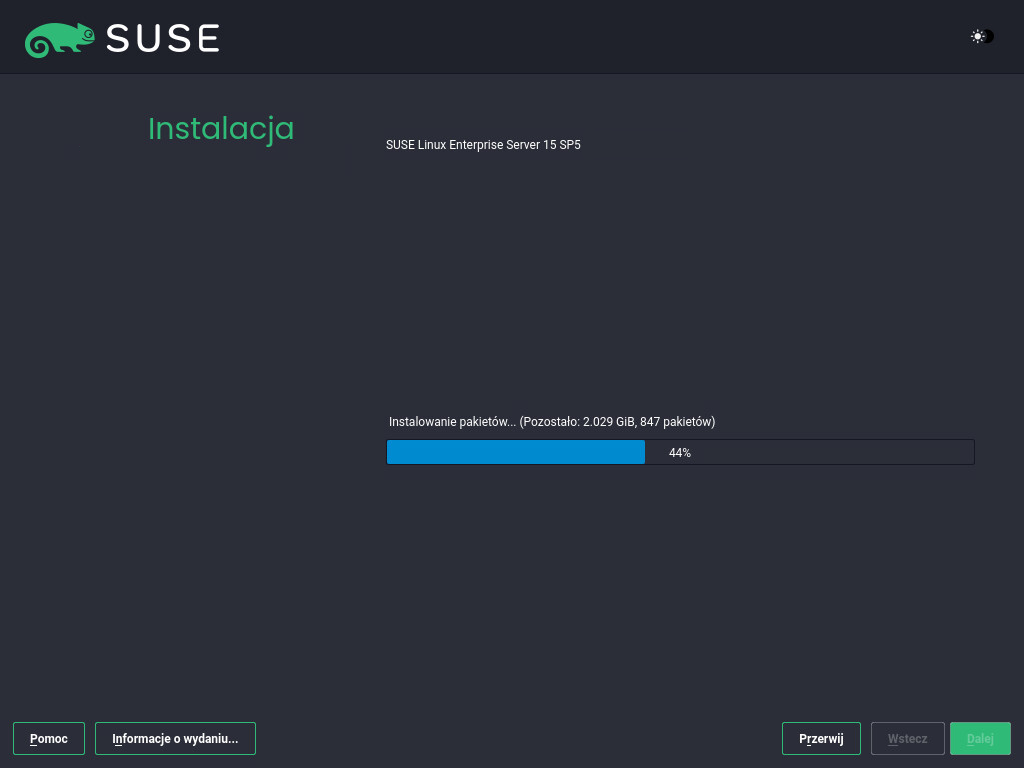 SUSE
Instalacja
SUSE Linux Enterprise Server 15 SP5
Instalowanie pakietów... (Pozostało: 2.029 GiB, 847 pakietów)
44%
Pomoc
Informacje o wydaniu...
Przerwij
Wstecz
Dalej